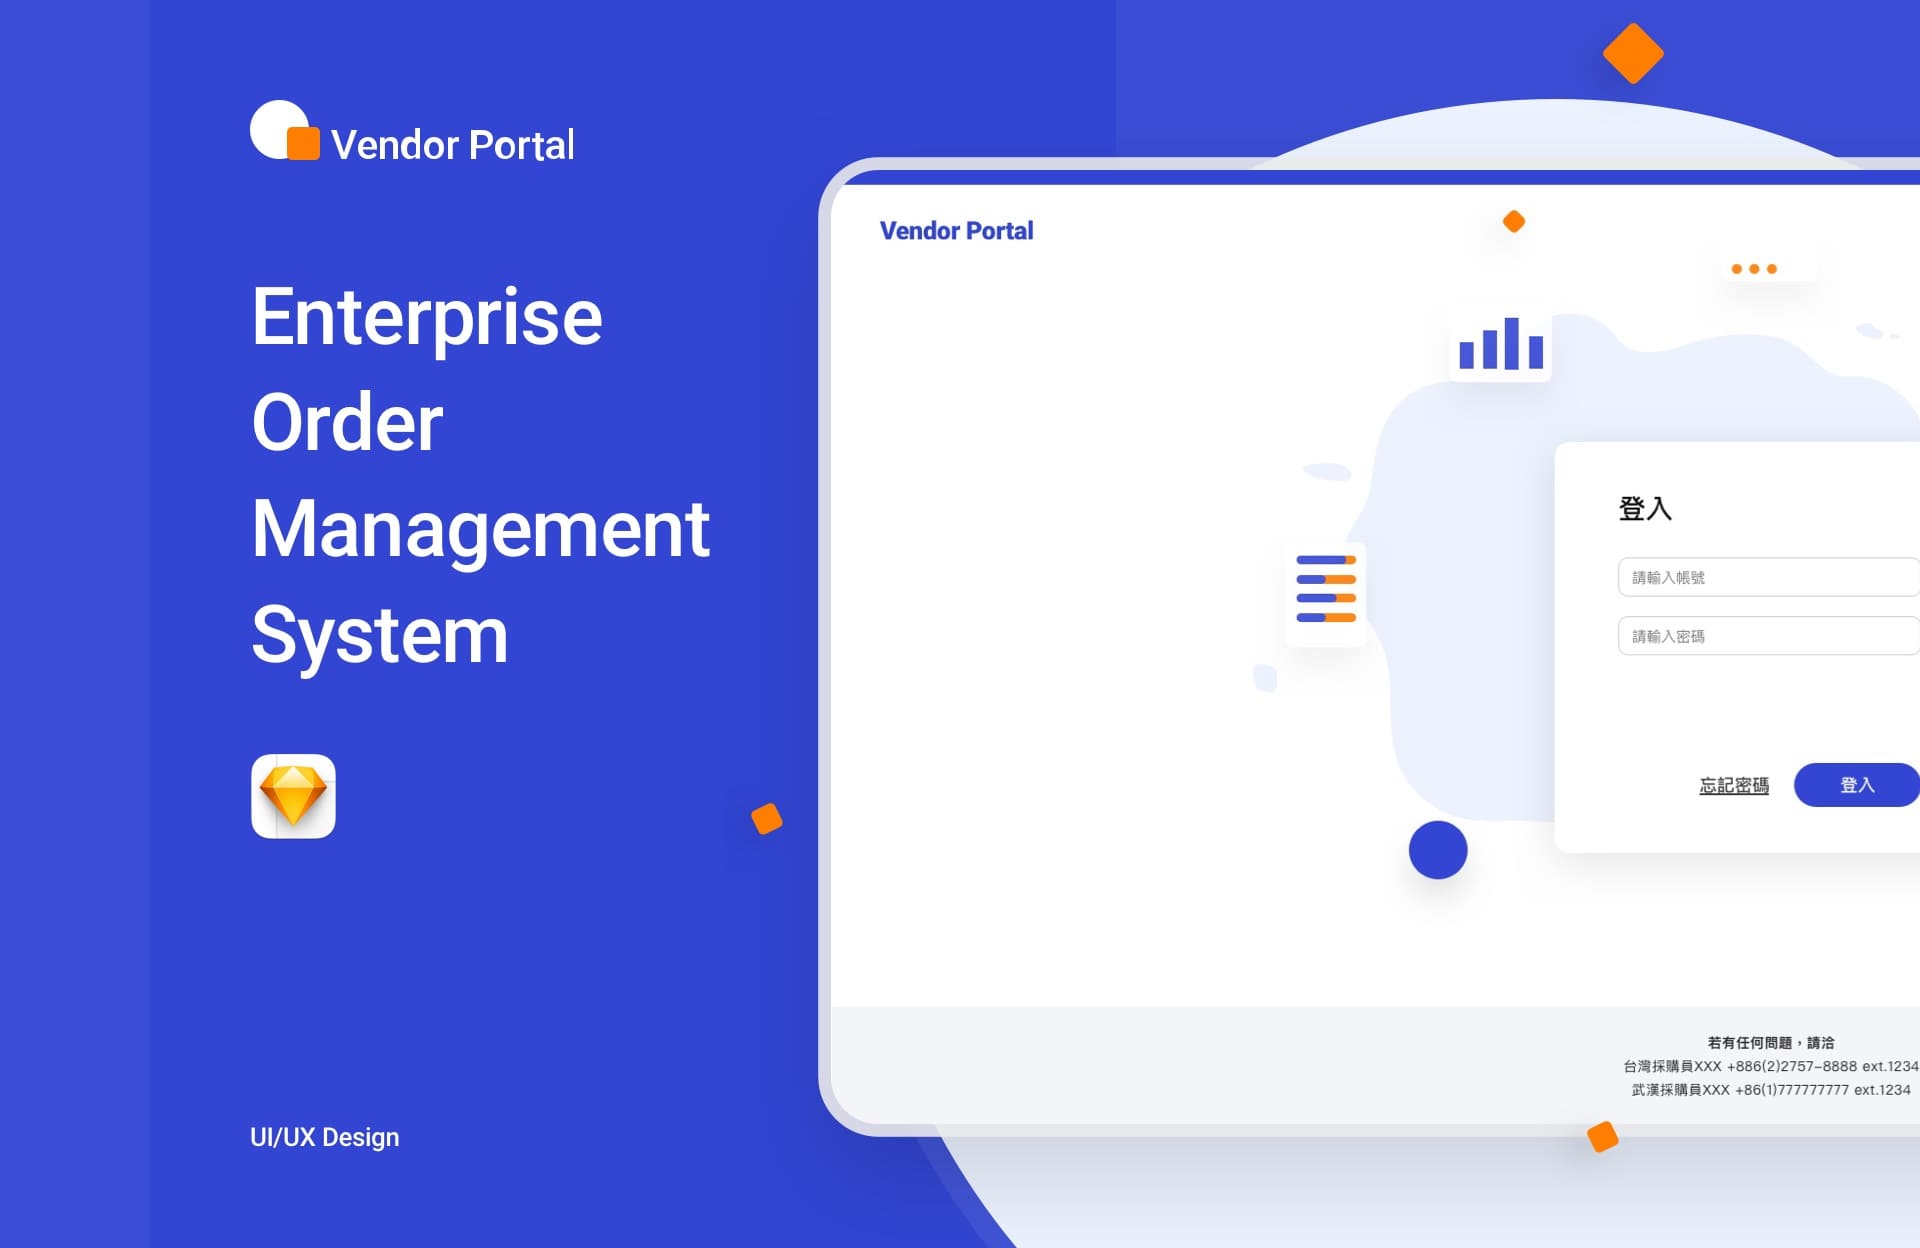 Vendor Portal
Enterprise
Order
Management
System
UI/UX Design
Vendor Portal
登入
請輸入帳號
請輸入密碼
忘記密碼
登入
若有任何問題，請洽
台灣採購員XXX +886(2)2757-8888 ext.1234
武漢採購員XXX +86(1)777777777 ext.1234